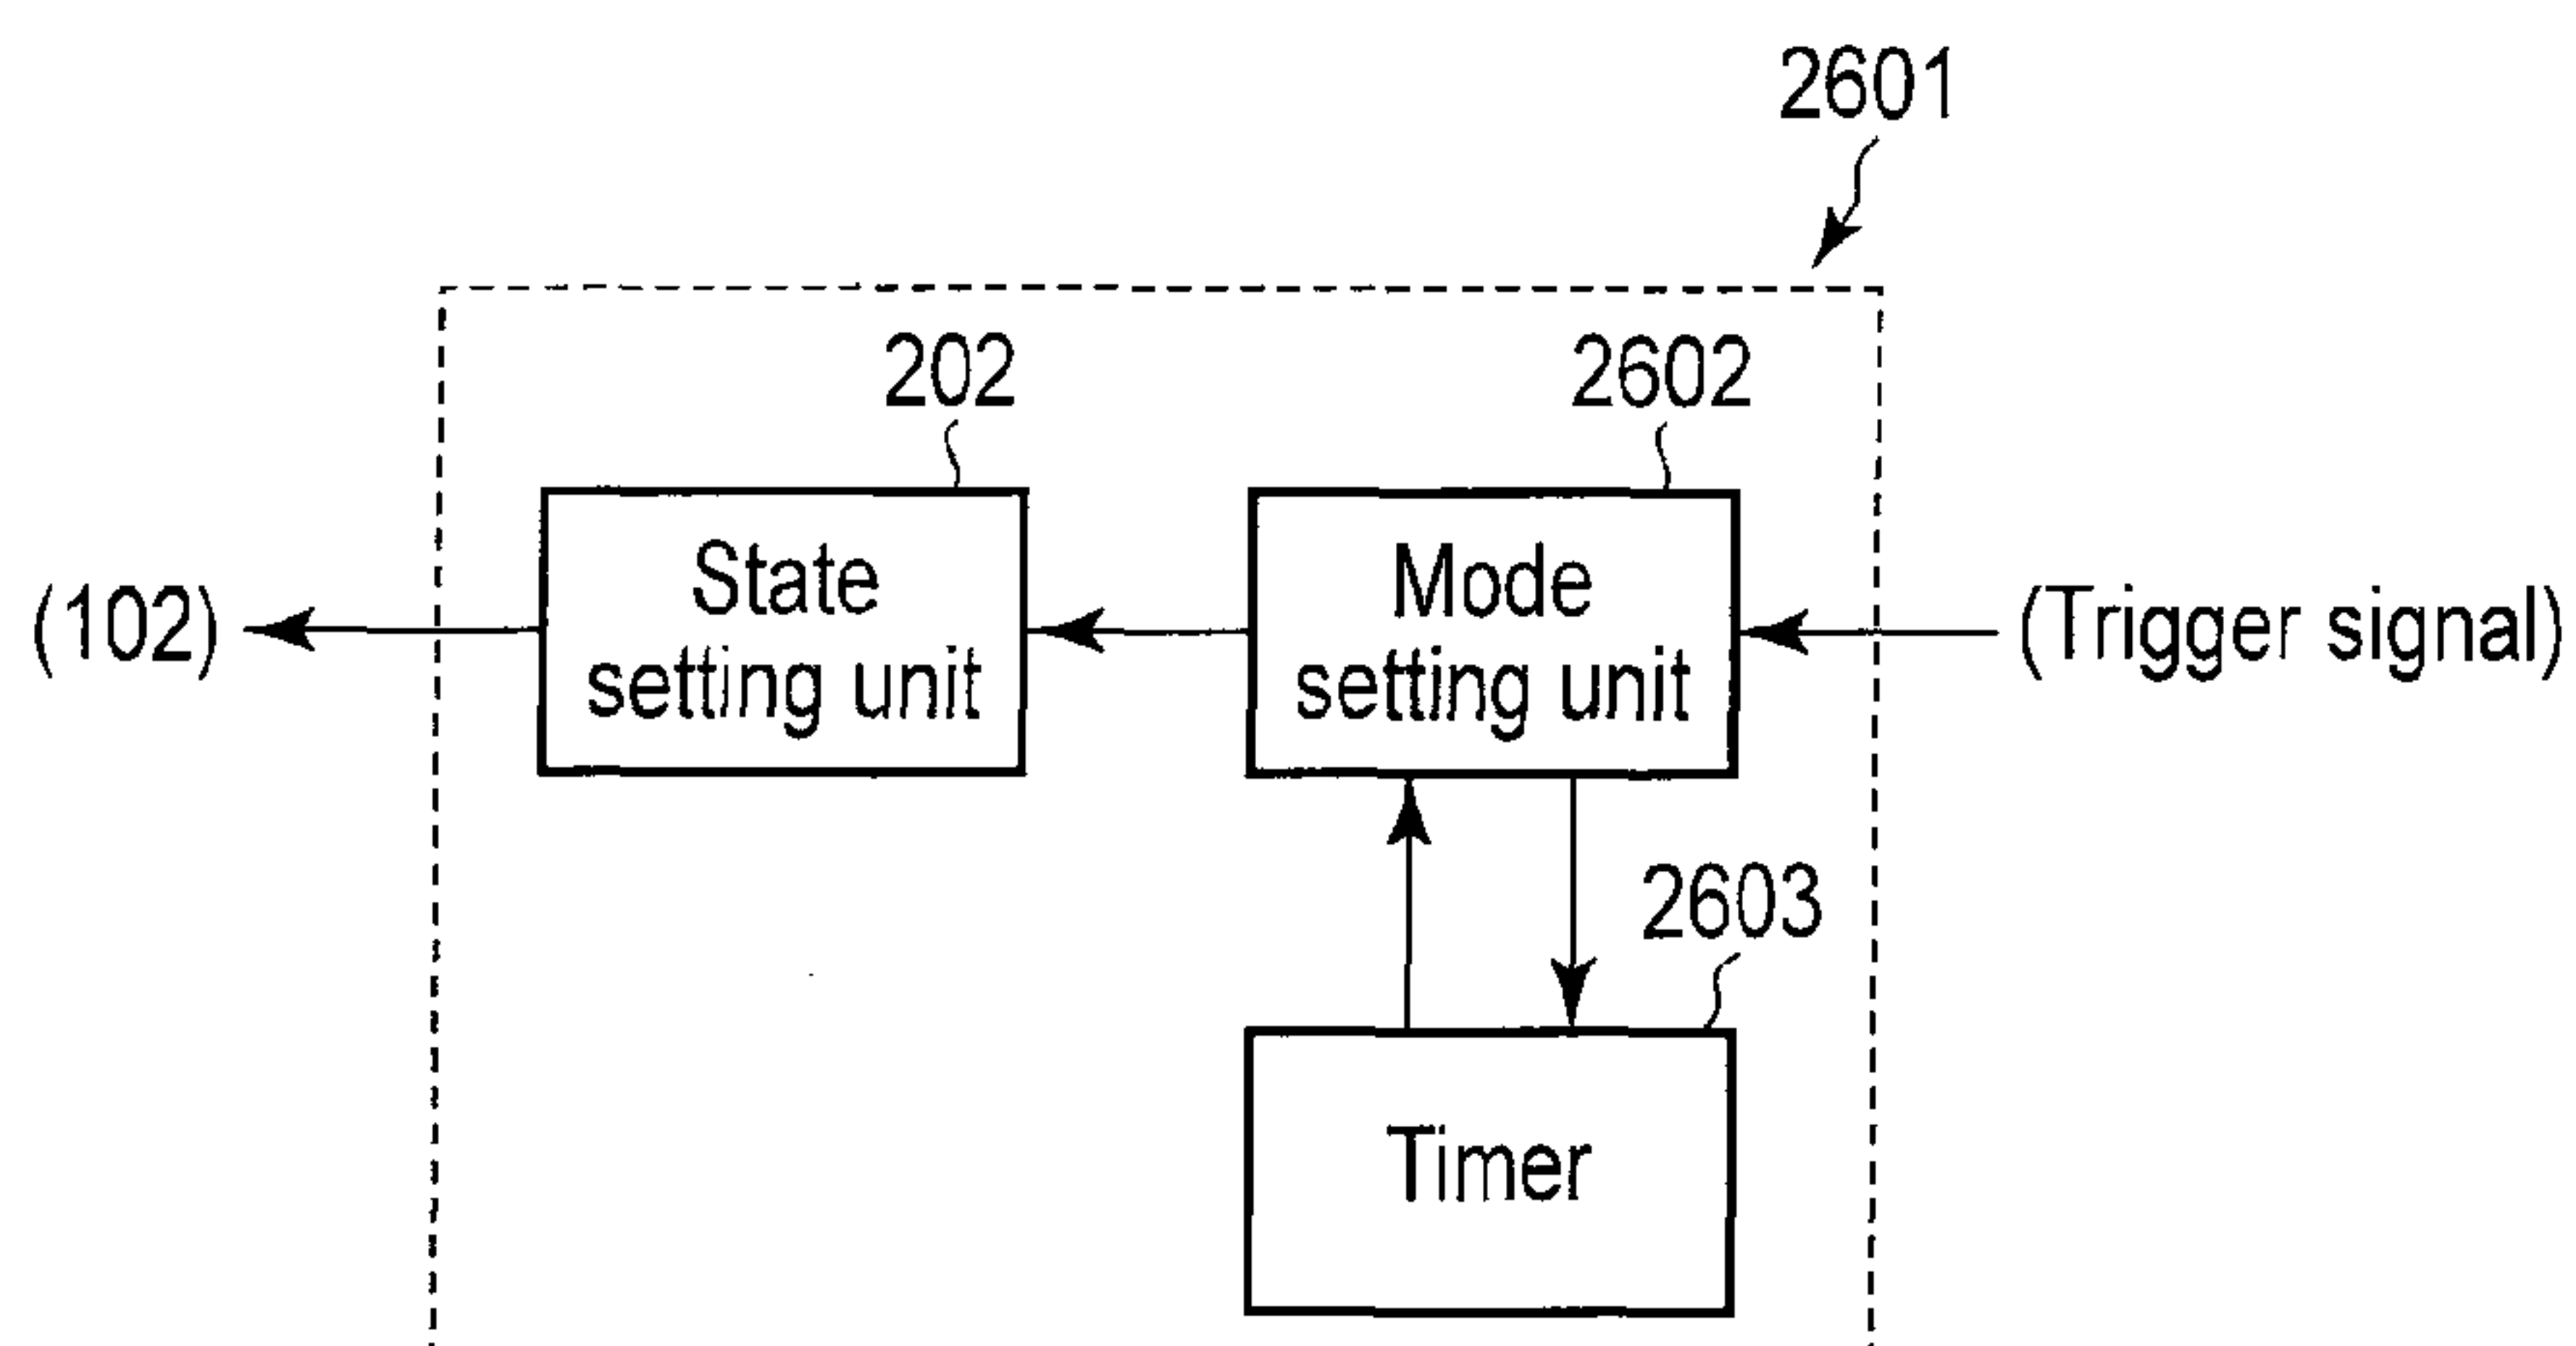 2601
202
2602
State
setting unit
Mode
setting unit
(102)
(Trigger signal)
2603
Timer